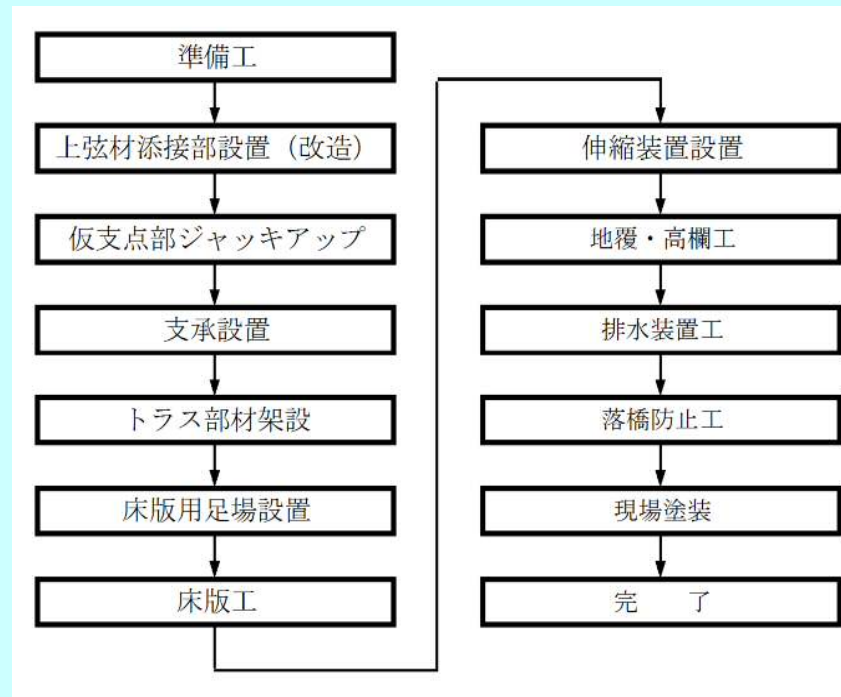 準備工
上弦材添接部設置（改造）
仮支点部ジャッキアップ
支承設置
トラス部材架設
床版用足場設置
床版工
伸縮装置設置
地覆・高欄工
排水装置工
落橋防止工
現場塗装
完　　了